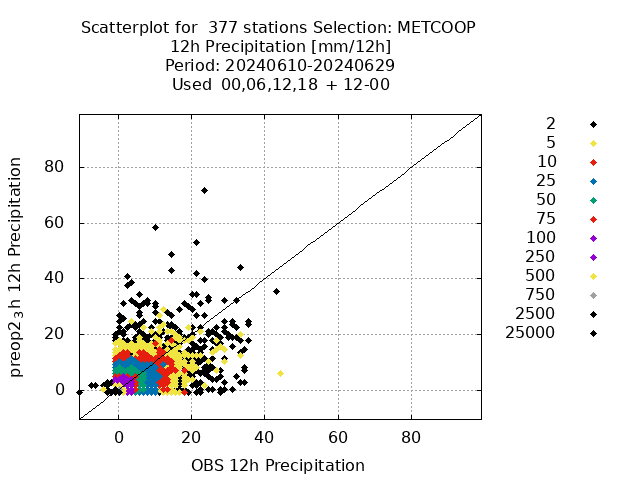 Scatterplot for  377 stations Selection: METCOOP
12h Precipitation [mm/12h]
Period: 20240610-20240629
Used  00,06,12,18  + 12-00
preop2₃h 12h Precipitation
80
60
40
20
0
0 20 40 60 80
OBS 12h Precipitation
2
5
10
25
50
75
100
250
500
750
2500
25000